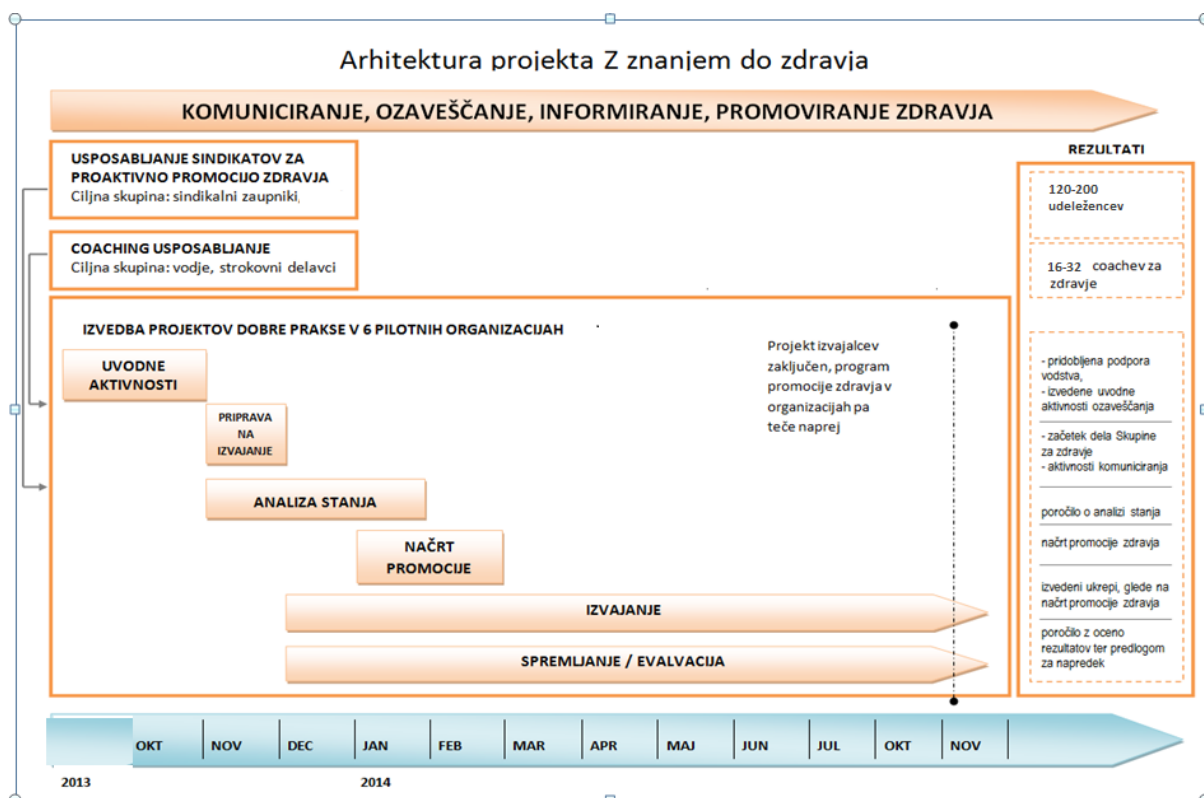 Arhitektura projekta Z znanjem do zdravja
KOMUNICIRANJE, OZAVEŠČANJE, INFORMIRANJE, PROMOVIRANJE ZDRAVJA
USPOSABLJANJE SINDIKATOV ZA
PROAKTIVNO PROMOCIJO ZDRAVJA
Ciljna skupina: sindikalni zaupniki
COACHING USPOSABLJANJE
Ciljna skupina: vodje, strokovni delavci
IZVEDBA PROJEKTOV DOBRE PRAKSE V 6 PILOTNIH ORGANIZACIJAH
UVODNE
AKTIVNOSTI
PRIPRAVA
NA
IZVAJANJE
ANALIZA STANJA
NAČRT
PROMOCIJE
IZVAJANJE
SPREMLJANJE / EVALVACIJA
Projekt izvajalcev
zaključen, program
promocije zdravja v
organizacijah pa
teče naprej
REZULTATI
120-200
udeležencev
16-32 coachev za
zdravje
- pridobljena podpora
vodstva,
- izvedene uvodne
aktivnosti ozaveščanja
- začetek dela Skupine
za zdravje
- aktivnosti komuniciranja
poročilo o analizi stanja
načrt promocije zdravja
izvedeni ukrepi, glede na
načrt promocije zdravja
poročilo z oceno
rezultatov ter predlogom
za napredek
OKT NOV DEC JAN FEB MAR APR MAJ JUN JUL OKT NOV
2013 2014